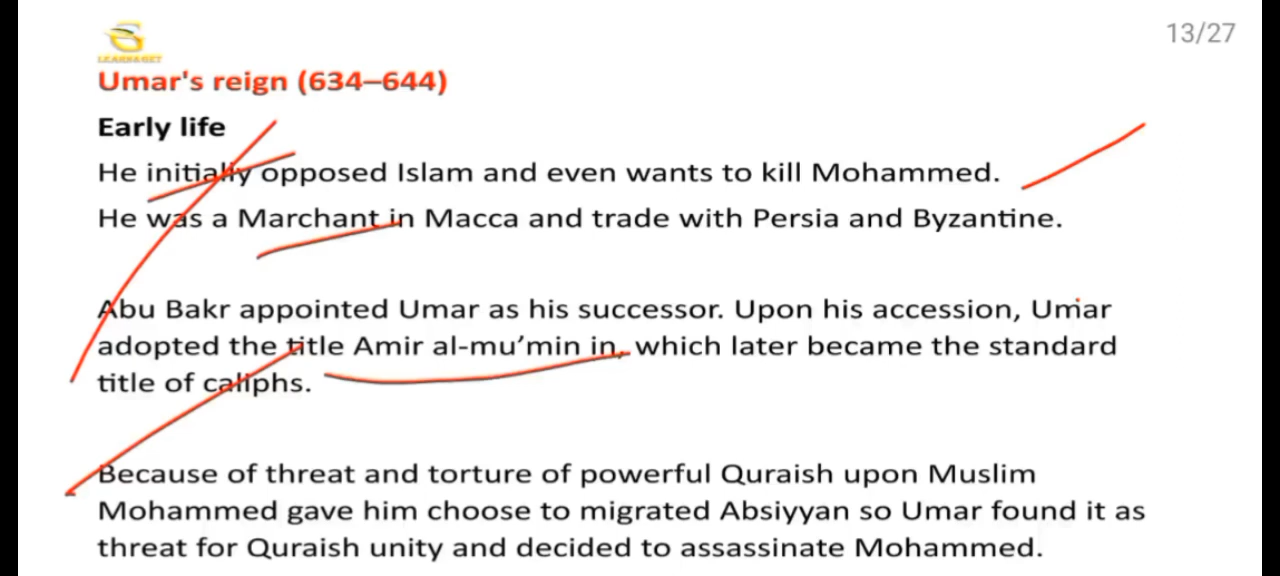 13/27
LEARN&GET
Umar's reign (634–644)
Early life
He initially opposed Islam and even wants to kill Mohammed.
He was a Marchant in Macca and trade with Persia and Byzantine.
Abu Bakr appointed Umar as his successor. Upon his accession, Umar
adopted the title Amir al-mu’min in, which later became the standard
title of caliphs.
Because of threat and torture of powerful Quraish upon Muslim
Mohammed gave him choose to migrated Absiyyan so Umar found it as
threat for Quraish unity and decided to assassinate Mohammed.